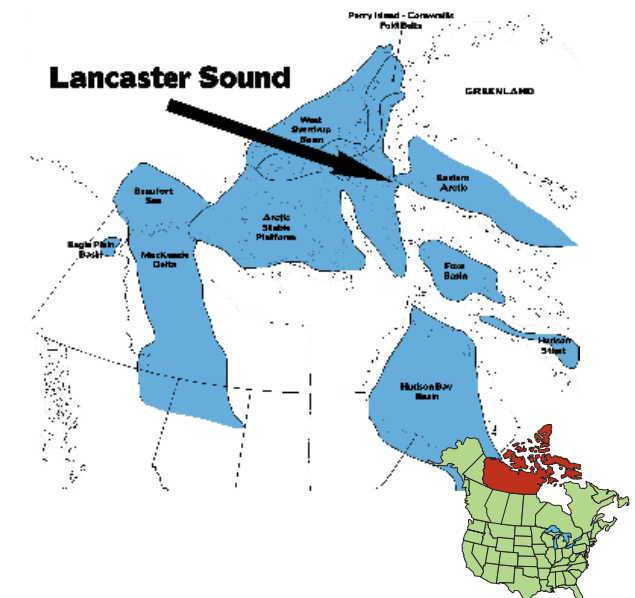 Parry Island - Cornwallis
Fold Belts
Lancaster Sound
GREENLAND
West
Sverdrup
Basin
Eastern
Arctic
Beaufort
Sea
Arctic
Stable
Platform
Eagle Plain
Basin
MacKenzie
Delta
Foxe
Basin
Hudson
Strait
Hudson Bay
Basin